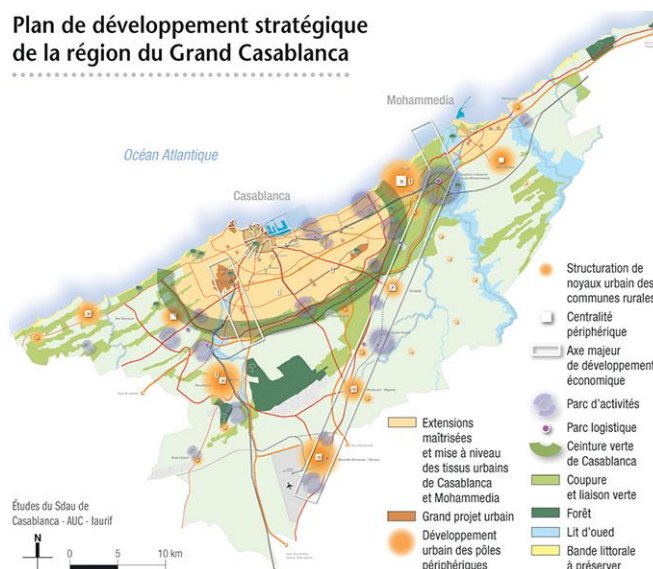 Plan de développement stratégique
de la région du Grand Casablanca
Mohammedia
Océan Atlantique
Casablanca
Structuration de
noyaux urbain des
communes rurales
Centralité
périphérique
Axe majeur
de développement
économique
Parc d'activités
Parc logistique
Ceinture verte
de Casablanca
Coupure
et liaison verte
Forêt
Lit d'oued
Bande littorale
à préserver
Extensions
maîtrisées
et mise à niveau
des tissus urbains
de Casablanca
et Mohammedia
Grand projet urbain
Développement
urbain des pôles
périphériques
Études du Sdau de
Casablanca - AUC - Iaurif
N
0 5 10 km